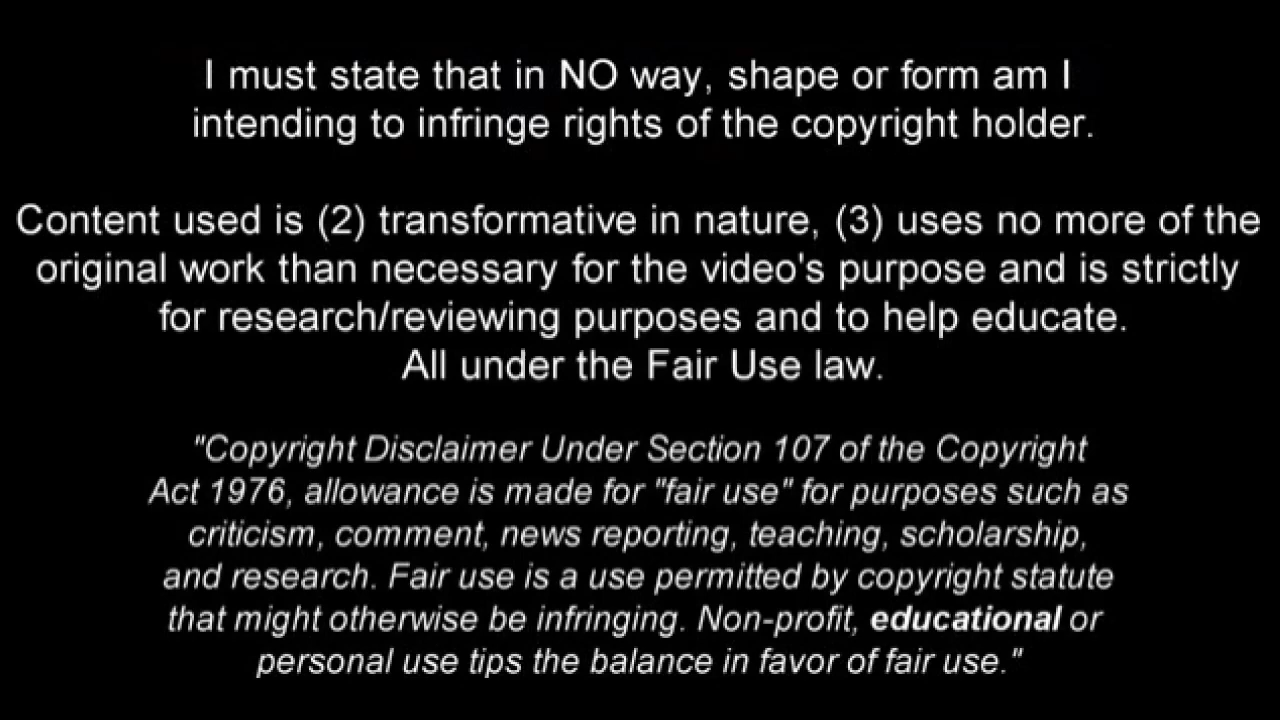 I must state that in NO way, shape or form am I
intending to infringe rights of the copyright holder.
Content used is (2) transformative in nature, (3) uses no more of the
original work than necessary for the video's purpose and is strictly
for research/reviewing purposes and to help educate.
All under the Fair Use law.
"Copyright Disclaimer Under Section 107 of the Copyright
Act 1976, allowance is made for "fair use" for purposes such as
criticism, comment, news reporting, teaching, scholarship,
and research. Fair use is a use permitted by copyright statute
that might otherwise be infringing. Non-profit, educational or
personal use tips the balance in favor of fair use."